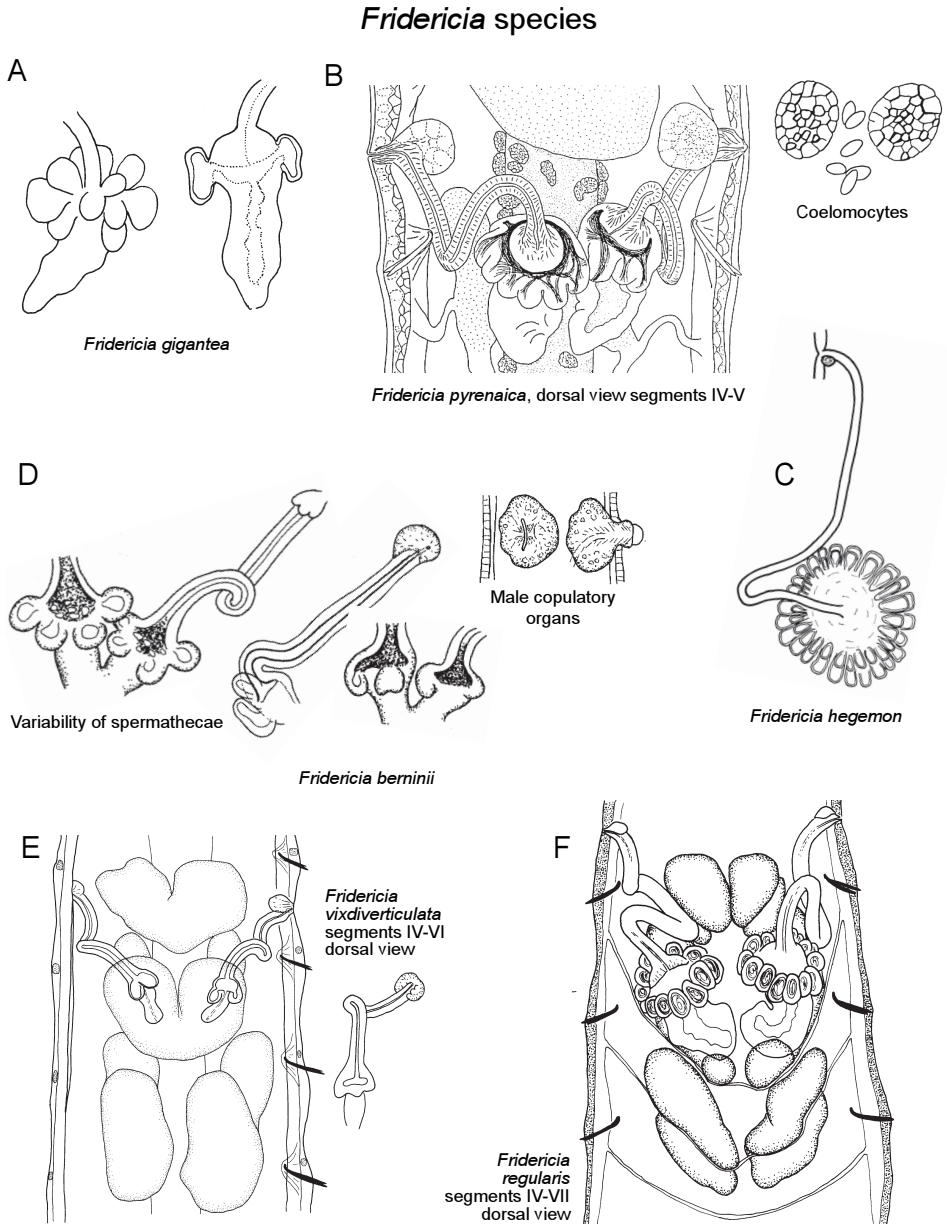 Fridericia species
A
Fridericia gigantea
B
Coelomocytes
Fridericia pyrenaica, dorsal view segments IV-V
C
Fridericia hegemon
D
Male copulatory
organs
Variability of spermathecae
Fridericia berninii
E
Fridericia
vixdiverticulata
segments IV-VI
dorsal view
F
Fridericia
regularis
segments IV-VII
dorsal view